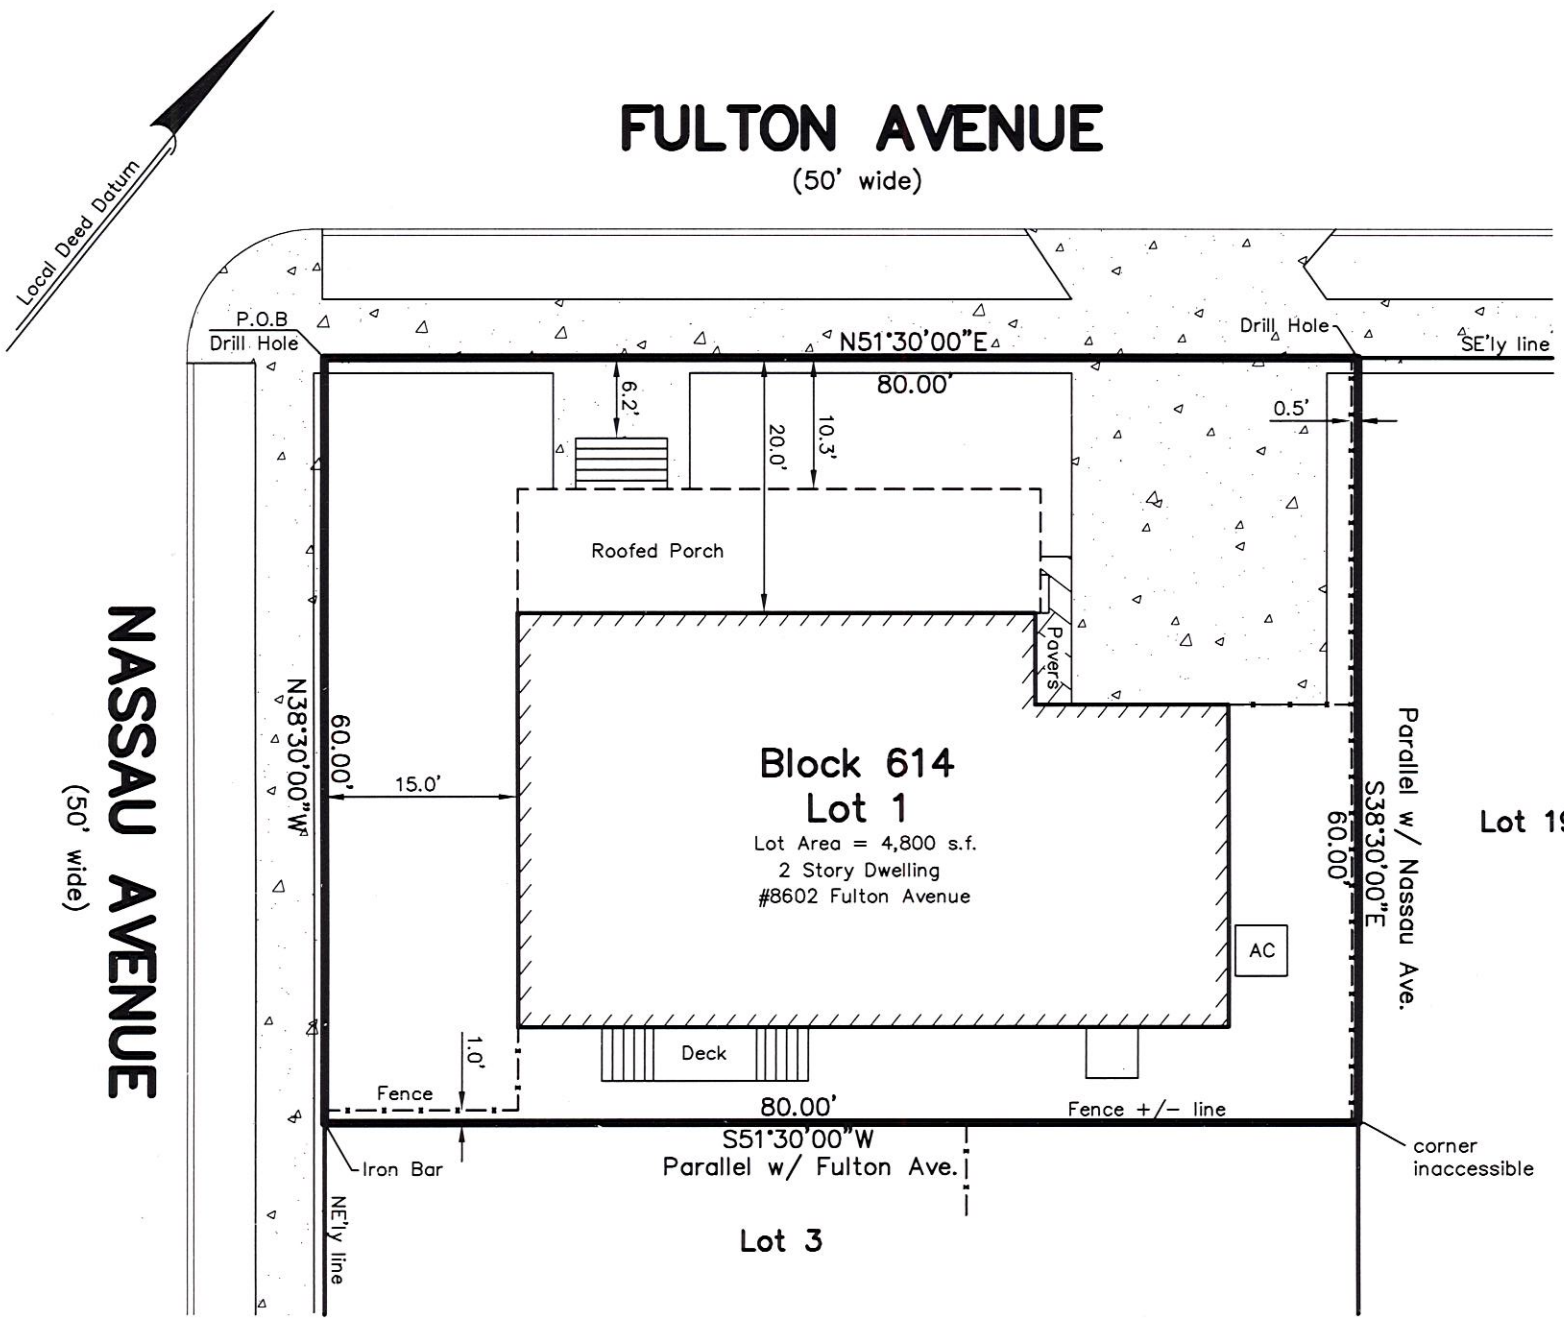 FULTON AVENUE
(50' wide)
Local Deed Datum
P.O.B
Drill Hole
N51°30'00"E
80.00'
Drill Hole
SE'ly line
6.2'
20.0'
10.3'
0.5'
Roofed Porch
Pavers
NASSAU AVENUE
(50' wide)
N38°30'00"W
60.00'
15.0'
Block 614
Lot 1
Lot Area = 4,800 s.f.
2 Story Dwelling
#8602 Fulton Avenue
Parallel w/ Nassau Ave.
S38°30'00"E
60.00'
Lot 19
AC
1.0'
Deck
Fence
80.00'
Fence +/- line
S51°30'00"W
Parallel w/ Fulton Ave.
Iron Bar
corner
inaccessible
NE'ly line
Lot 3